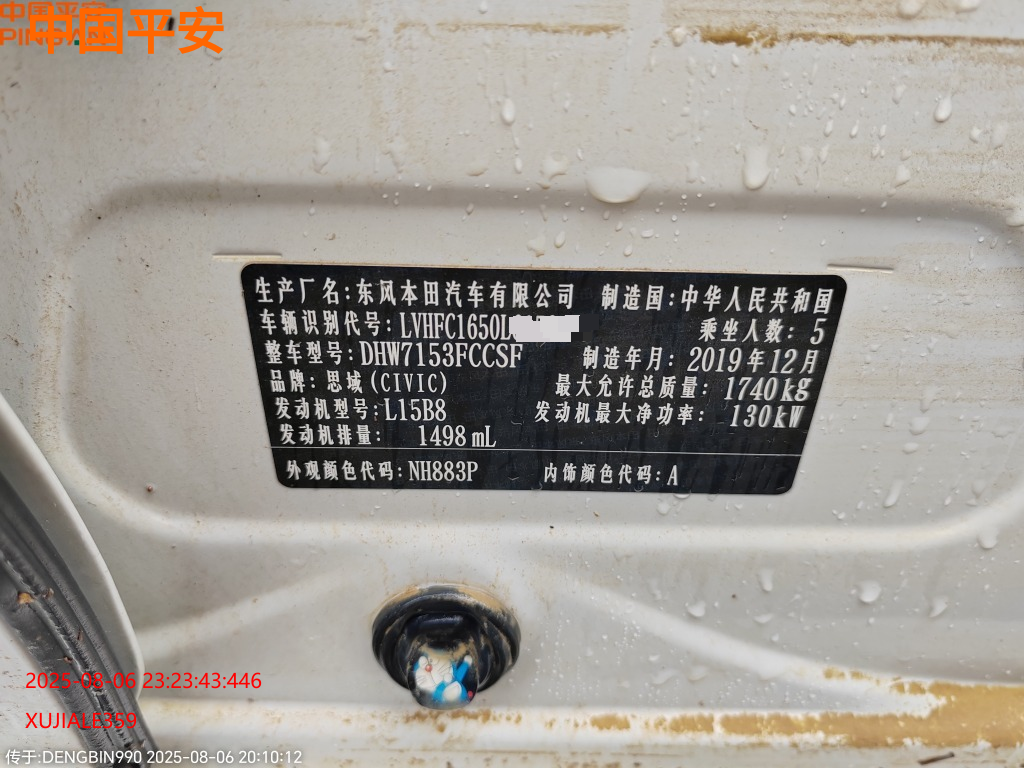 中国平安
PINGAN
中国平安
生产厂名:东风本田汽车有限公司 制造国:中华人民共和国
车辆识别代号:LVHFC1650L 乘坐人数:5
整车型号:DHW7153FCCSF 制造年月:2019年12月
品牌:思域(CIVIC) 最大允许总质量:1740kg
发动机型号:L15B8 发动机最大净功率:130kW
发动机排量:1498mL
外观颜色代码:NH883P 内饰颜色代码:A
2025-08-06 23:23:43:446
XUJIALE359
传于:DENGBIN990 2025-08-06 20:10:12